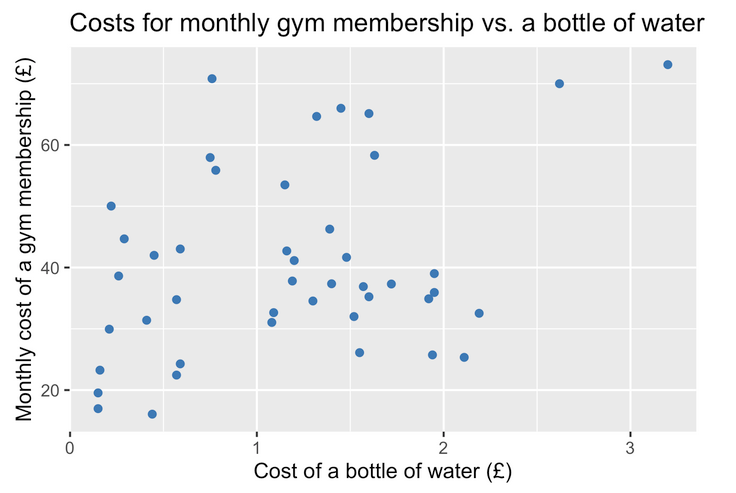 Costs for monthly gym membership vs. a bottle of water
Monthly cost of a gym membership (£)
60
40
20
0 1 2 3
Cost of a bottle of water (£)